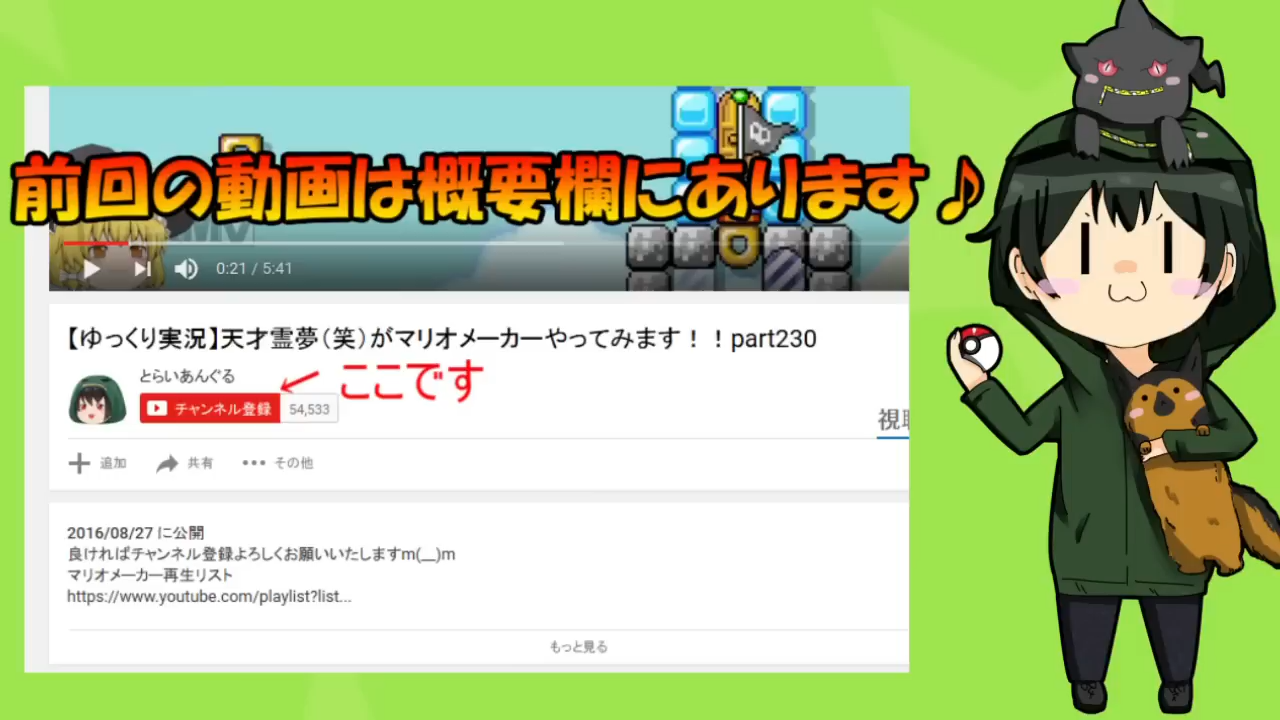 前回の動画は概要欄にあります♪
0:21 / 5:41
【ゆっくり実況】天才霊夢（笑）がマリオメーカーやってみます！！part230
とらいあんぐる
ここです
チャンネル登録 54,533
視聴
追加 共有 その他
2016/08/27 に公開
良ければチャンネル登録よろしくお願いいたしますm(__)m
マリオメーカー再生リスト
https://www.youtube.com/playlist?list...
もっと見る